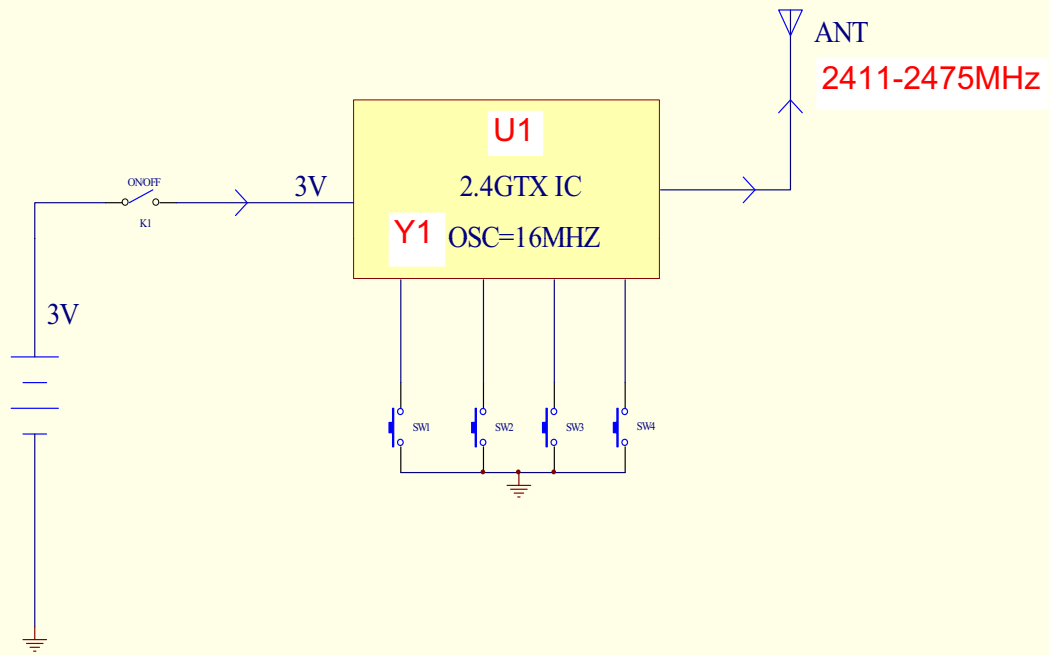 ANT
2411-2475MHz
U1
ON/OFF
3V
2.4GTX IC
K1
Y1 OSC=16MHZ
3V
SW1 SW2 SW3 SW4